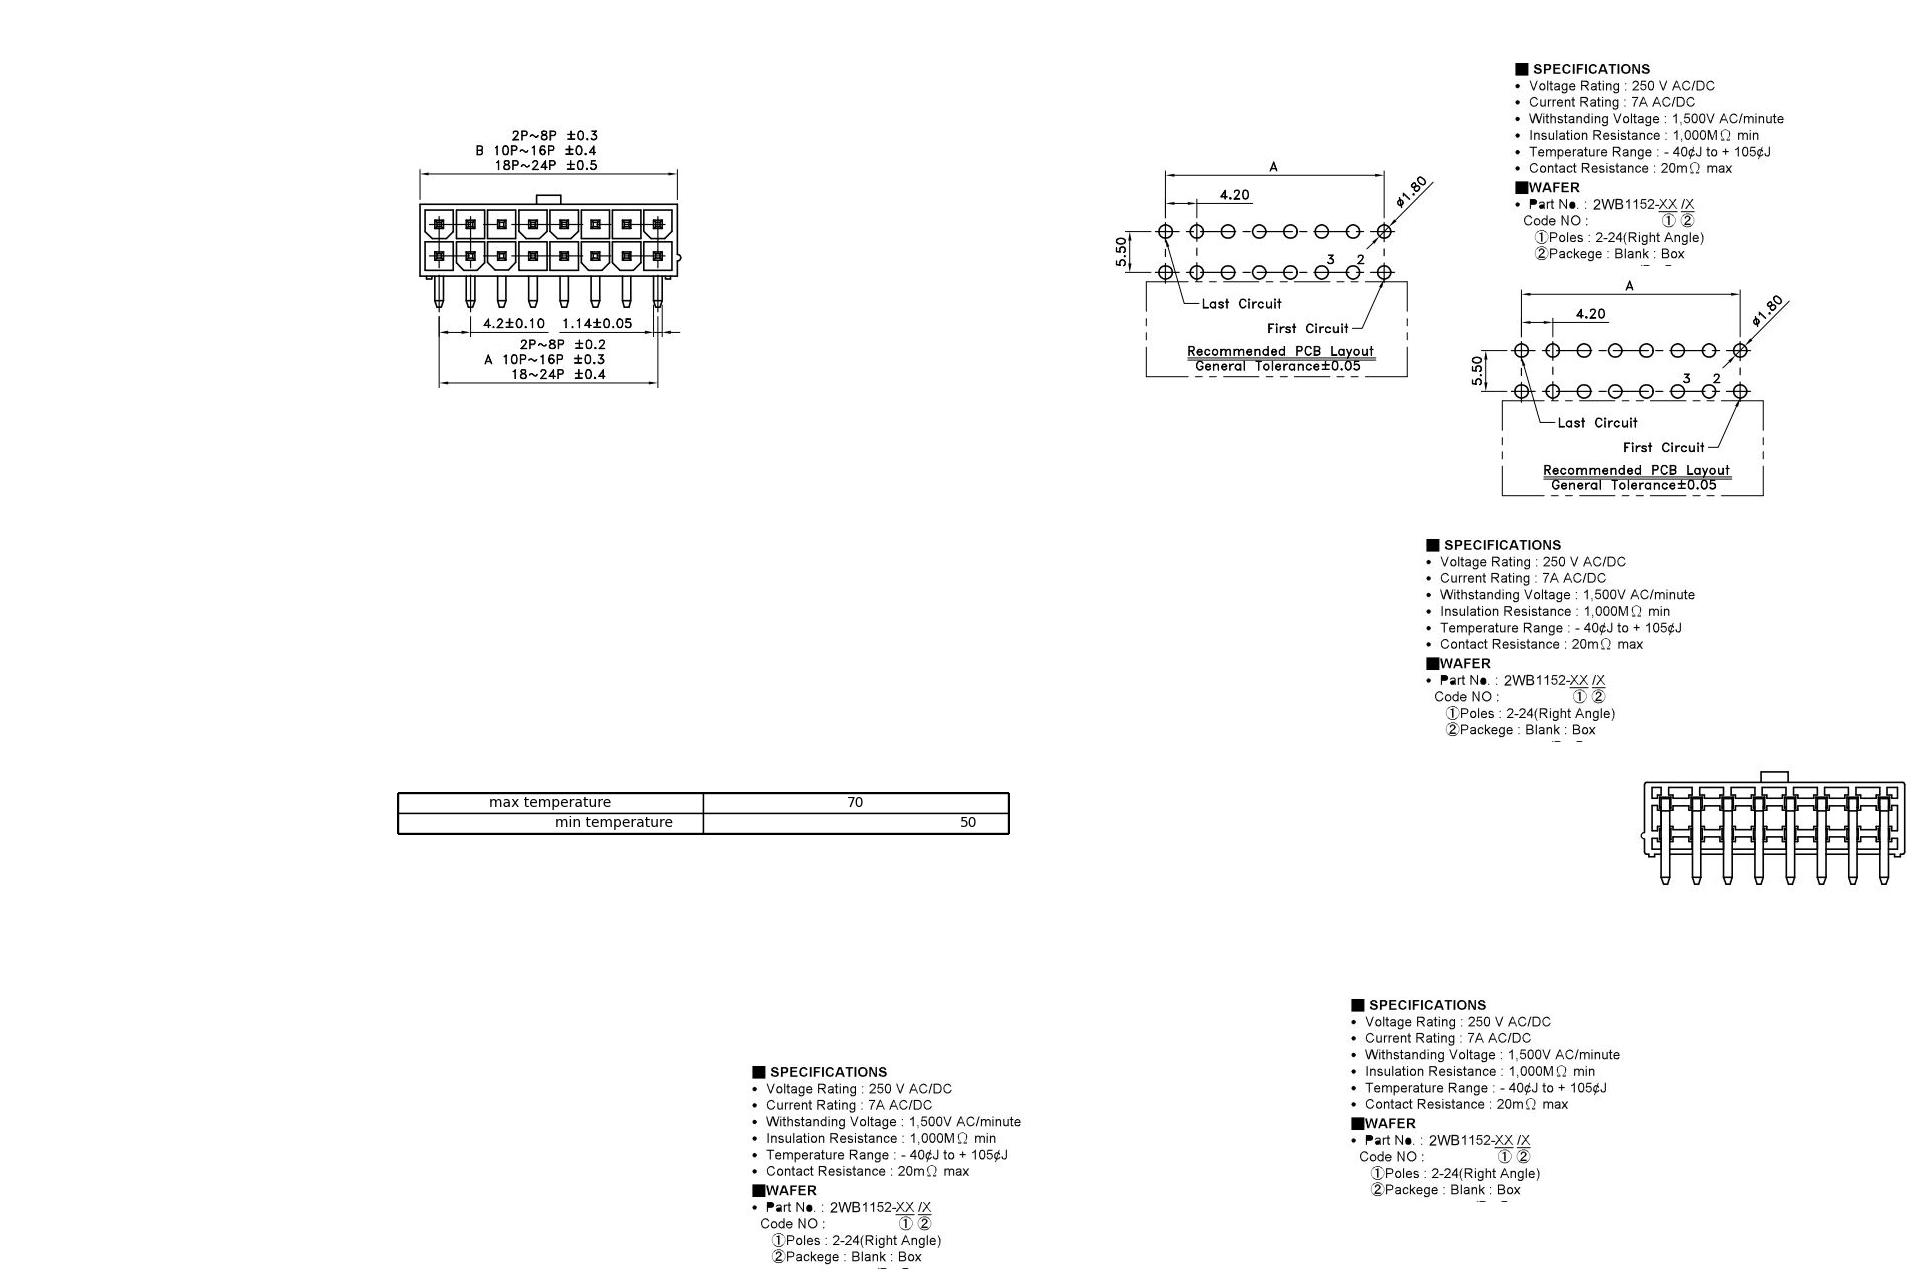 2P~8P ±0.3
B 10P~16P ±0.4
18P~24P ±0.5
4.2±0.10 1.14±0.05
2P~8P ±0.2
A 10P~16P ±0.3
18~24P ±0.4
A
4.20
ø1.80
5.50
3 2
Last Circuit
First Circuit
Recommended PCB Layout
General Tolerance±0.05
■ SPECIFICATIONS
• Voltage Rating : 250 V AC/DC
• Current Rating : 7A AC/DC
• Withstanding Voltage : 1,500V AC/minute
• Insulation Resistance : 1,000MΩ min
• Temperature Range : - 40¢J to + 105¢J
• Contact Resistance : 20mΩ max
■WAFER
• Part No. : 2WB1152-XX /X
Code NO : ① ②
①Poles : 2-24(Right Angle)
②Packege : Blank : Box
A
4.20
ø1.80
5.50
3 2
Last Circuit
First Circuit
Recommended PCB Layout
General Tolerance±0.05
■ SPECIFICATIONS
• Voltage Rating : 250 V AC/DC
• Current Rating : 7A AC/DC
• Withstanding Voltage : 1,500V AC/minute
• Insulation Resistance : 1,000MΩ min
• Temperature Range : - 40¢J to + 105¢J
• Contact Resistance : 20mΩ max
■WAFER
• Part No. : 2WB1152-XX /X
Code NO : ① ②
①Poles : 2-24(Right Angle)
②Packege : Blank : Box
max temperature 70
min temperature 50
■ SPECIFICATIONS
• Voltage Rating : 250 V AC/DC
• Current Rating : 7A AC/DC
• Withstanding Voltage : 1,500V AC/minute
• Insulation Resistance : 1,000MΩ min
• Temperature Range : - 40¢J to + 105¢J
• Contact Resistance : 20mΩ max
■WAFER
• Part No. : 2WB1152-XX /X
Code NO : ① ②
①Poles : 2-24(Right Angle)
②Packege : Blank : Box
■ SPECIFICATIONS
• Voltage Rating : 250 V AC/DC
• Current Rating : 7A AC/DC
• Withstanding Voltage : 1,500V AC/minute
• Insulation Resistance : 1,000MΩ min
• Temperature Range : - 40¢J to + 105¢J
• Contact Resistance : 20mΩ max
■WAFER
• Part No. : 2WB1152-XX /X
Code NO : ① ②
①Poles : 2-24(Right Angle)
②Packege : Blank : Box